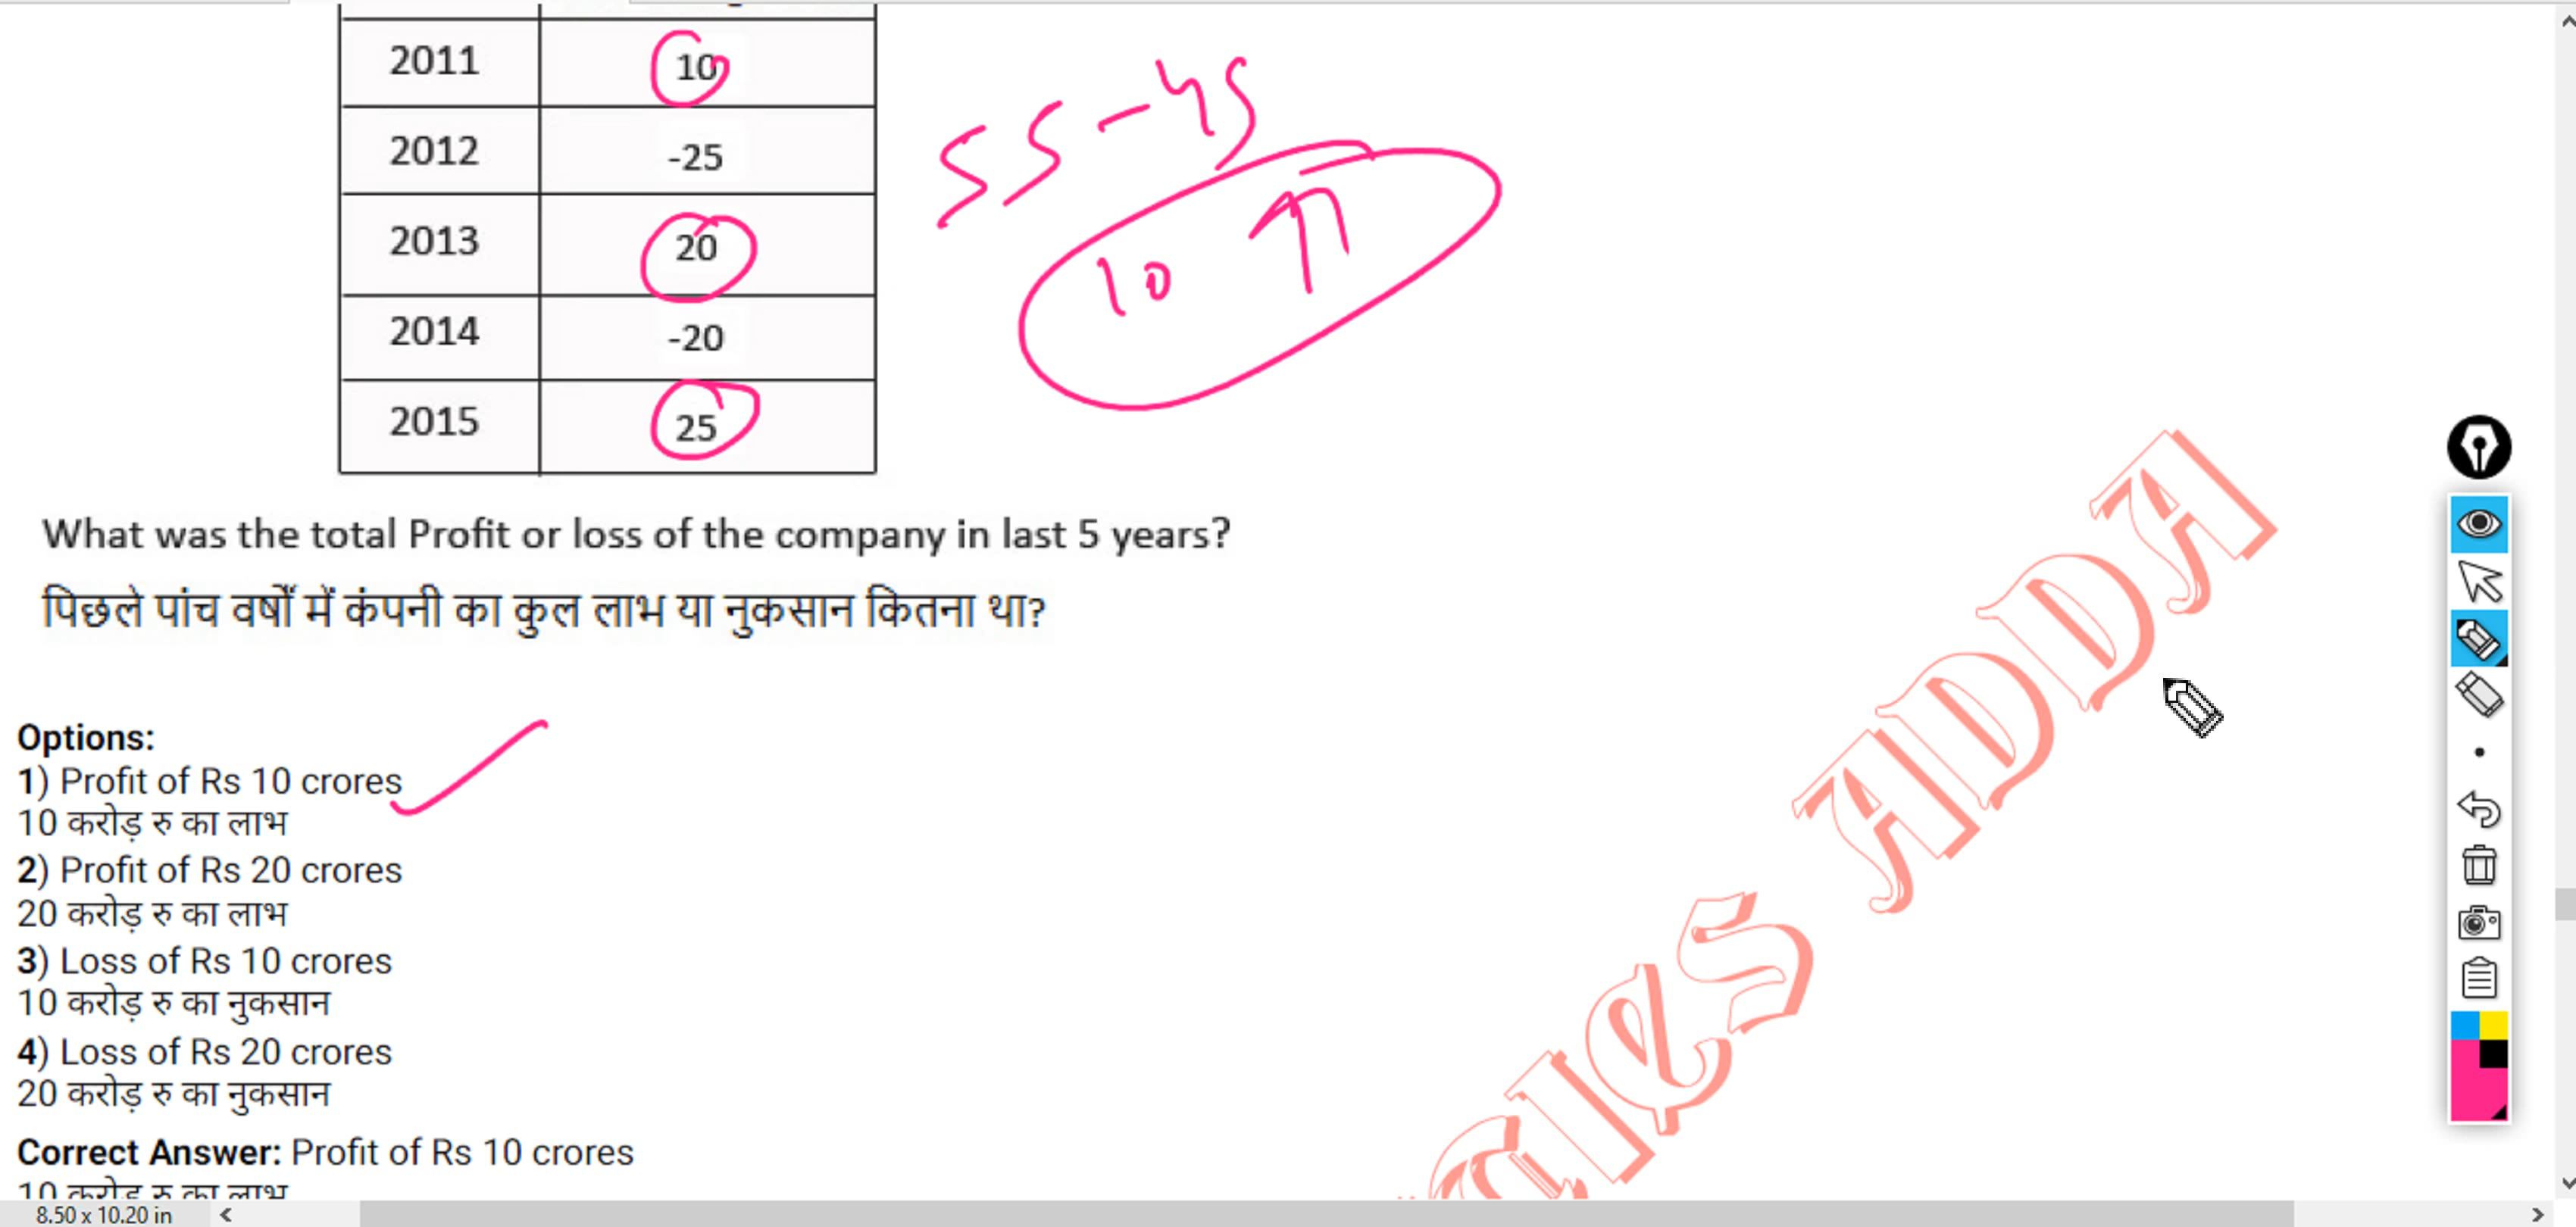 2011 10
2012 -25
2013 20
2014 -20
2015 25
55-45
10 ↑
What was the total Profit or loss of the company in last 5 years?
पिछले पांच वर्षों में कंपनी का कुल लाभ या नुकसान कितना था?
Options:
1) Profit of Rs 10 crores
10 करोड़ रु का लाभ
2) Profit of Rs 20 crores
20 करोड़ रु का लाभ
3) Loss of Rs 10 crores
10 करोड़ रु का नुकसान
4) Loss of Rs 20 crores
20 करोड़ रु का नुकसान
Correct Answer: Profit of Rs 10 crores
10 करोड़ रु का लाभ
ADDA
8.50 x 10.20 in